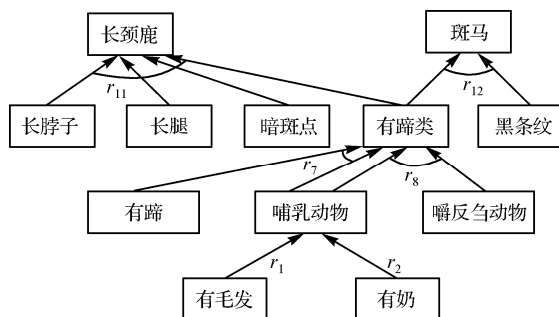 长颈鹿
斑马
r11
r12
长脖子
长腿
暗斑点
有蹄类
黑条纹
r7
r8
有蹄
哺乳动物
嚼反刍动物
r1
r2
有毛发
有奶